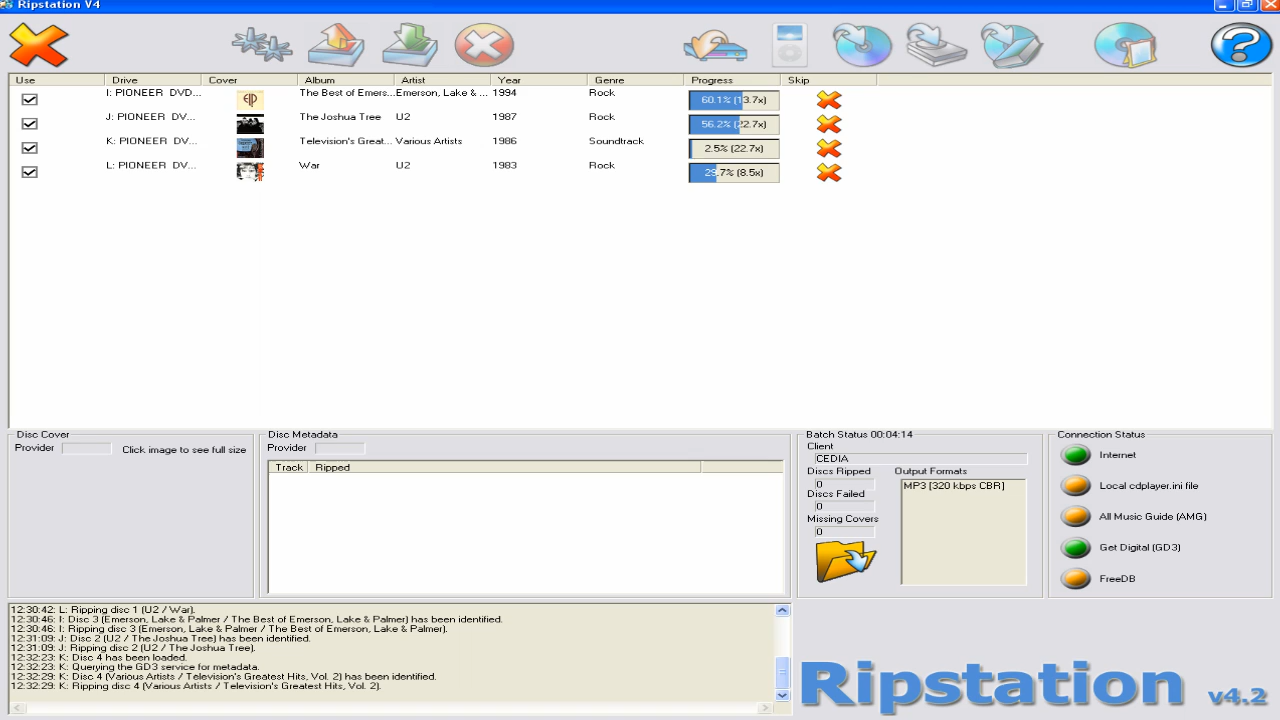 Ripstation V4
Use Drive Cover Album Artist Year Genre Progress Skip
I: PIONEER DVD... The Best of Emers... Emerson, Lake & ... 1994 Rock 60.1% (13.7x)
J: PIONEER DV... The Joshua Tree U2 1987 Rock 56.2% (22.7x)
K: PIONEER DV... Television's Great... Various Artists 1986 Soundtrack 2.5% (22.7x)
L: PIONEER DV... War U2 1983 Rock 29.7% (8.5x)
Disc Cover
Provider Click image to see full size
Disc Metadata
Provider
Track Ripped
Batch Status 00:04:14
Client
CEDIA
Discs Ripped
0
Discs Failed
0
Missing Covers
0
Output Formats
MP3 [320 kbps CBR]
Connection Status
Internet
Local cdplayer.ini file
All Music Guide (AMG)
Get Digital (GD3)
FreeDB
12:30:42: L: Ripping disc 1 (U2 / War).
12:30:46: I: Disc 3 (Emerson, Lake & Palmer / The Best of Emerson, Lake & Palmer) has been identified.
12:30:46: I: Ripping disc 3 (Emerson, Lake & Palmer / The Best of Emerson, Lake & Palmer).
12:31:09: J: Disc 2 (U2 / The Joshua Tree) has been identified.
12:31:09: J: Ripping disc 2 (U2 / The Joshua Tree).
12:32:23: K: Disc 4 has been loaded.
12:32:23: K: Querying the GD3 service for metadata.
12:32:29: K: Disc 4 (Various Artists / Television's Greatest Hits, Vol. 2) has been identified.
12:32:29: K: Ripping disc 4 (Various Artists / Television's Greatest Hits, Vol. 2).
Ripstation v4.2